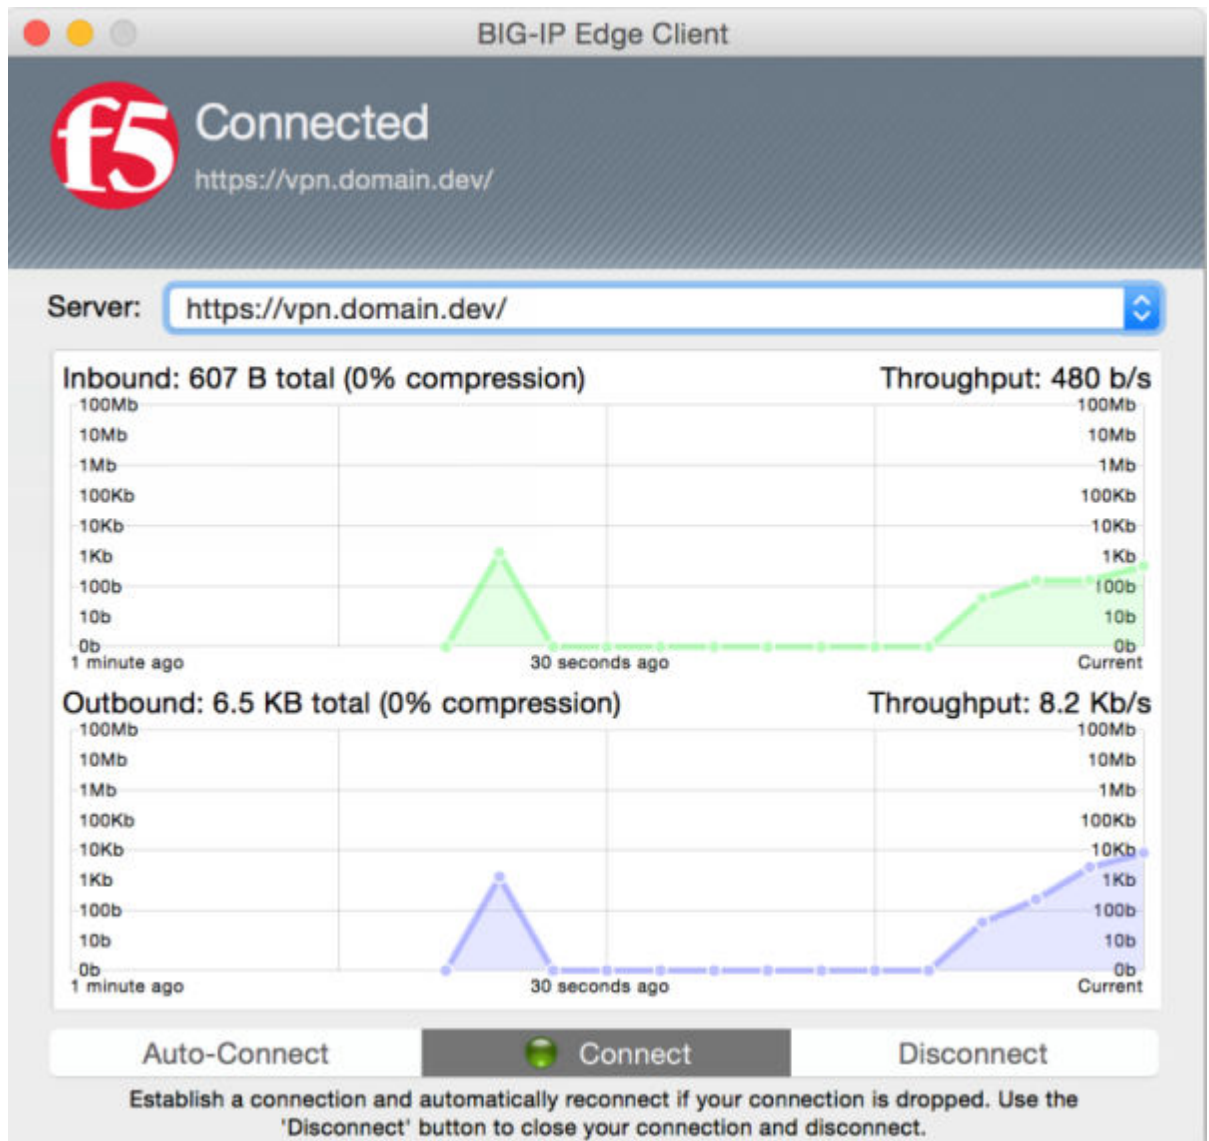 BIG-IP Edge Client
f5
Connected
https://vpn.domain.dev/
Server: https://vpn.domain.dev/
Inbound: 607 B total (0% compression) Throughput: 480 b/s
100Mb 100Mb
10Mb 10Mb
1Mb 1Mb
100Kb 100Kb
10Kb 10Kb
1Kb 1Kb
100b 100b
10b 10b
0b 0b
1 minute ago 30 seconds ago Current
Outbound: 6.5 KB total (0% compression) Throughput: 8.2 Kb/s
100Mb 100Mb
10Mb 10Mb
1Mb 1Mb
100Kb 100Kb
10Kb 10Kb
1Kb 1Kb
100b 100b
10b 10b
0b 0b
1 minute ago 30 seconds ago Current
Auto-Connect Connect Disconnect
Establish a connection and automatically reconnect if your connection is dropped. Use the
'Disconnect' button to close your connection and disconnect.